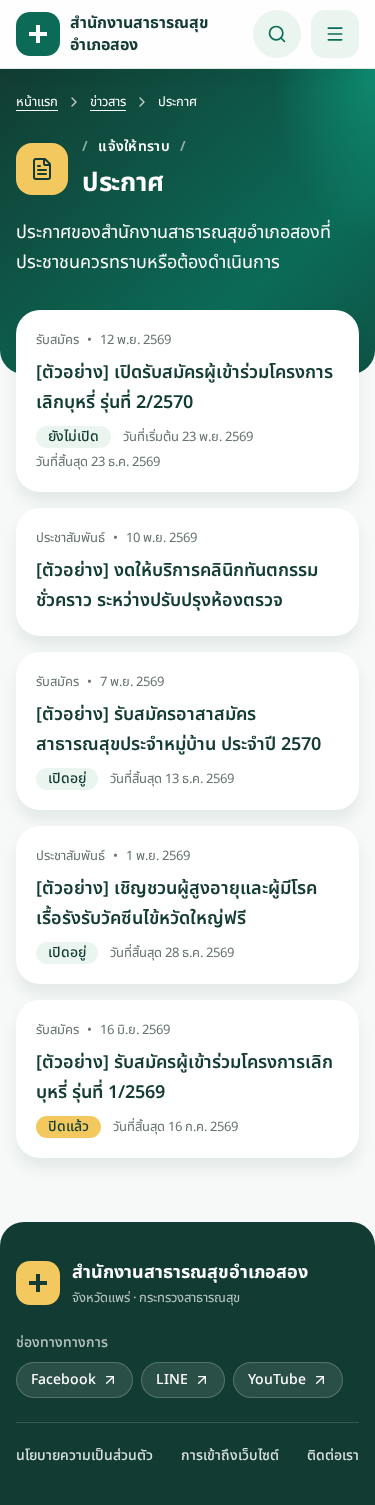 สำนักงานสาธารณสุข
อำเภอสอง
หน้าแรก > ข่าวสาร > ประกาศ
/ แจ้งให้ทราบ /
ประกาศ
ประกาศของสำนักงานสาธารณสุขอำเภอสองที่
ประชาชนควรทราบหรือต้องดำเนินการ
รับสมัคร • 12 พ.ย. 2569
[ตัวอย่าง] เปิดรับสมัครผู้เข้าร่วมโครงการ
เลิกบุหรี่ รุ่นที่ 2/2570
ยังไม่เปิด วันที่เริ่มต้น 23 พ.ย. 2569
วันที่สิ้นสุด 23 ธ.ค. 2569
ประชาสัมพันธ์ • 10 พ.ย. 2569
[ตัวอย่าง] งดให้บริการคลินิกทันตกรรม
ชั่วคราว ระหว่างปรับปรุงห้องตรวจ
รับสมัคร • 7 พ.ย. 2569
[ตัวอย่าง] รับสมัครอาสาสมัคร
สาธารณสุขประจำหมู่บ้าน ประจำปี 2570
เปิดอยู่ วันที่สิ้นสุด 13 ธ.ค. 2569
ประชาสัมพันธ์ • 1 พ.ย. 2569
[ตัวอย่าง] เชิญชวนผู้สูงอายุและผู้มีโรค
เรื้อรังรับวัคซีนไข้หวัดใหญ่ฟรี
เปิดอยู่ วันที่สิ้นสุด 28 ธ.ค. 2569
รับสมัคร • 16 มิ.ย. 2569
[ตัวอย่าง] รับสมัครผู้เข้าร่วมโครงการเลิก
บุหรี่ รุ่นที่ 1/2569
ปิดแล้ว วันที่สิ้นสุด 16 ก.ค. 2569
สำนักงานสาธารณสุขอำเภอสอง
จังหวัดแพร่ · กระทรวงสาธารณสุข
ช่องทางทางการ
Facebook LINE YouTube
นโยบายความเป็นส่วนตัว การเข้าถึงเว็บไซต์ ติดต่อเรา